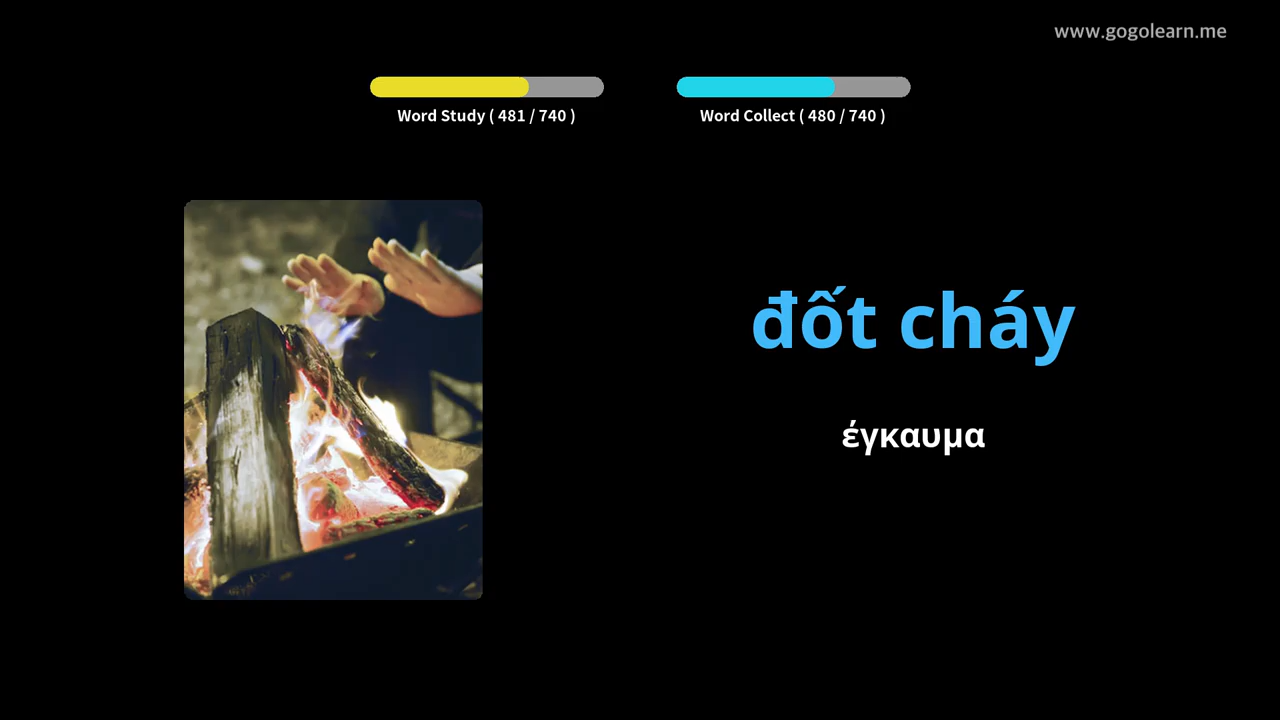 www.gogolearn.me
Word Study ( 481 / 740 )
Word Collect ( 480 / 740 )
đốt cháy
έγκαυμα